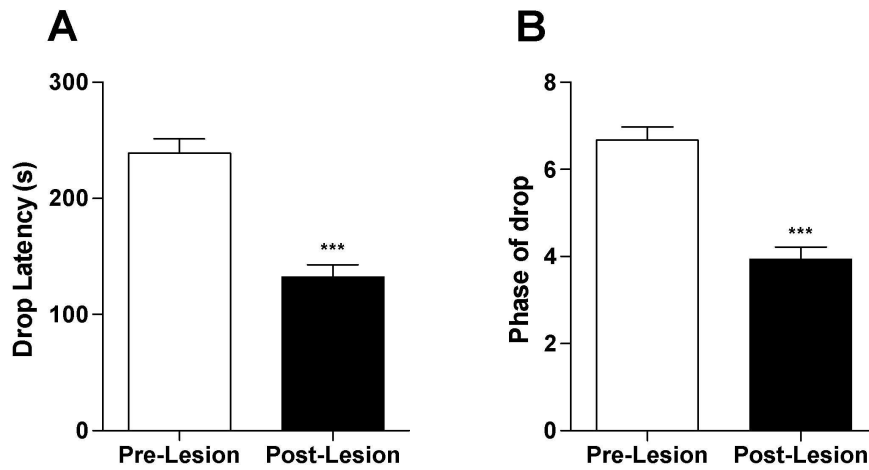 A
Drop Latency (s)
300
200
100
0
***
Pre-Lesion Post-Lesion
B
Phase of drop
8
6
4
2
0
***
Pre-Lesion Post-Lesion